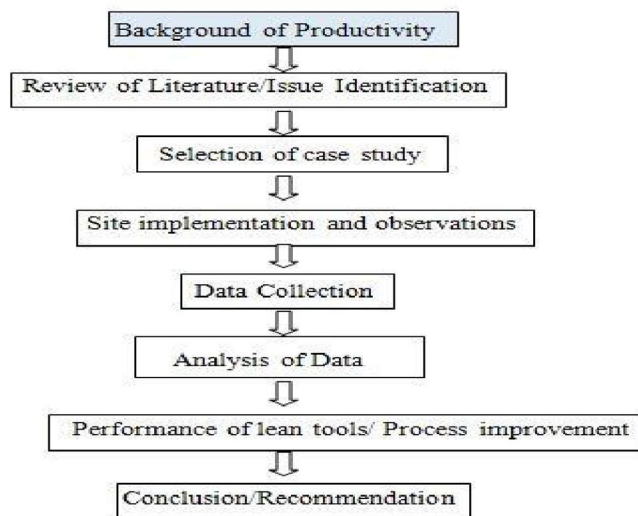 Background of Productivity
Review of Literature/Issue Identification
Selection of case study
Site implementation and observations
Data Collection
Analysis of Data
Performance of lean tools/ Process improvement
Conclusion/Recommendation